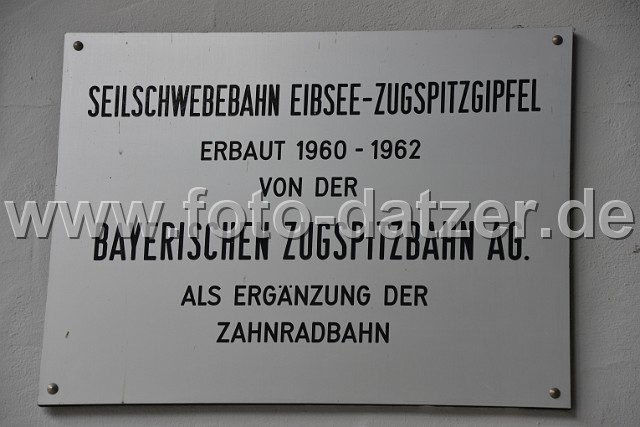 SEILSCHWEBEBAHN EIBSEE-ZUGSPITZGIPFEL
ERBAUT 1960 - 1962
VON DER
www.foto-datzer.de
BAYERISCHEN ZUGSPITZBAHN AG.
ALS ERGÄNZUNG DER
ZAHNRADBAHN